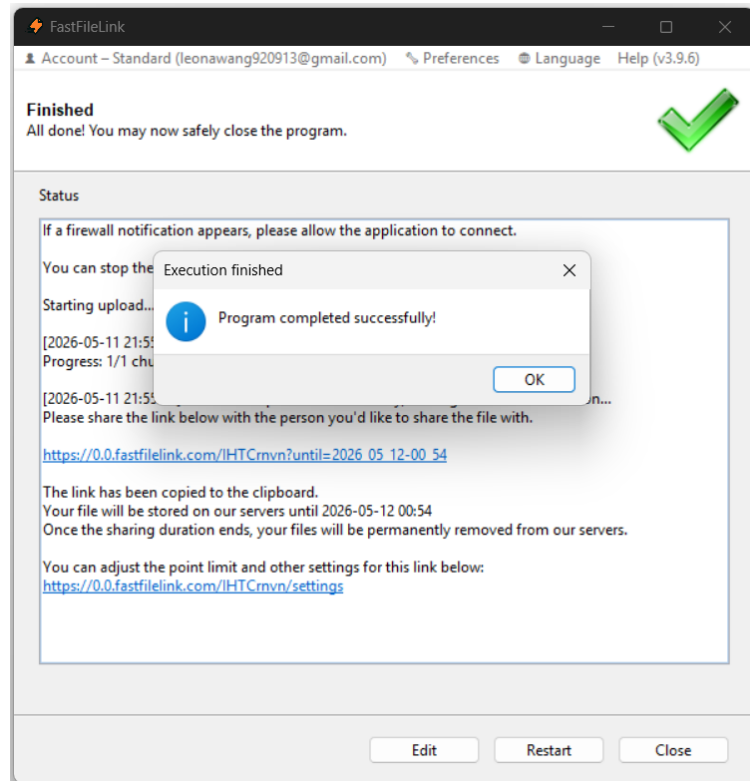 FastFileLink
Account – Standard (leonawang920913@gmail.com) Preferences Language Help (v3.9.6)
Finished
All done! You may now safely close the program.
Status
If a firewall notification appears, please allow the application to connect.
You can stop the
Execution finished
Program completed successfully!
OK
Starting upload...
[2026-05-11 21:55
Progress: 1/1 chu
[2026-05-11 21:55
n...
Please share the link below with the person you'd like to share the file with.
https://0.0.fastfilelink.com/IHTCrnvn?until=2026_05_12-00_54
The link has been copied to the clipboard.
Your file will be stored on our servers until 2026-05-12 00:54
Once the sharing duration ends, your files will be permanently removed from our servers.
You can adjust the point limit and other settings for this link below:
https://0.0.fastfilelink.com/IHTCrnvn/settings
Edit Restart Close